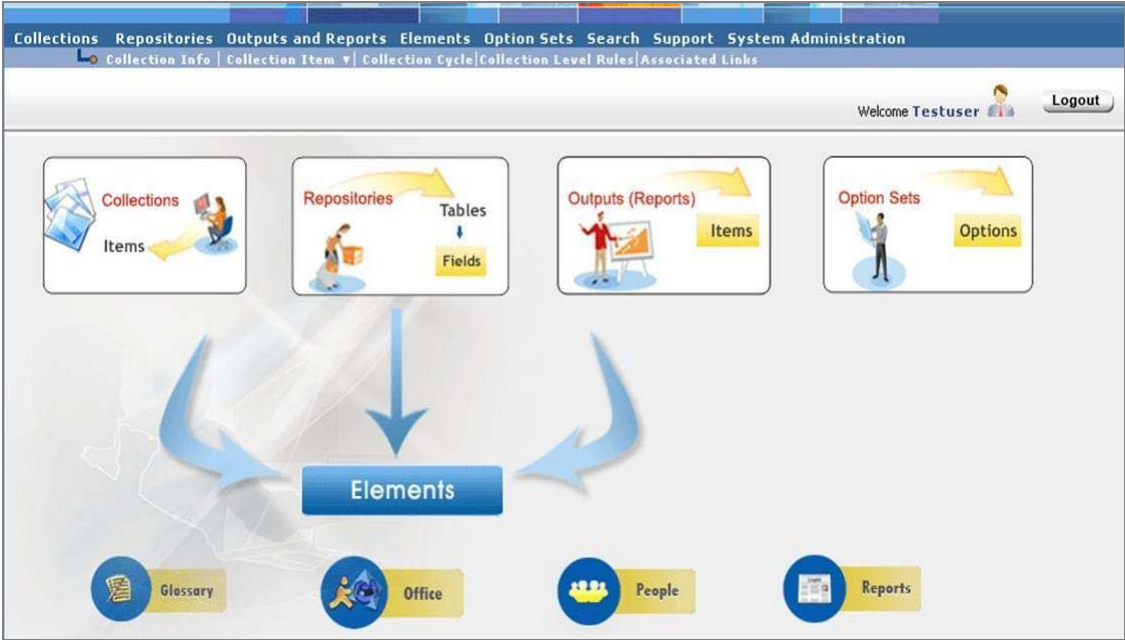 Collections Repositories Outputs and Reports Elements Option Sets Search Support System Administration
Collection Info | Collection Item ▼| Collection Cycle|Collection Level Rules|Associated Links
Welcome Testuser
Logout
Collections
Items
Repositories
Tables
Fields
Outputs (Reports)
Items
Option Sets
Options
Elements
Glossary
Office
People
Reports